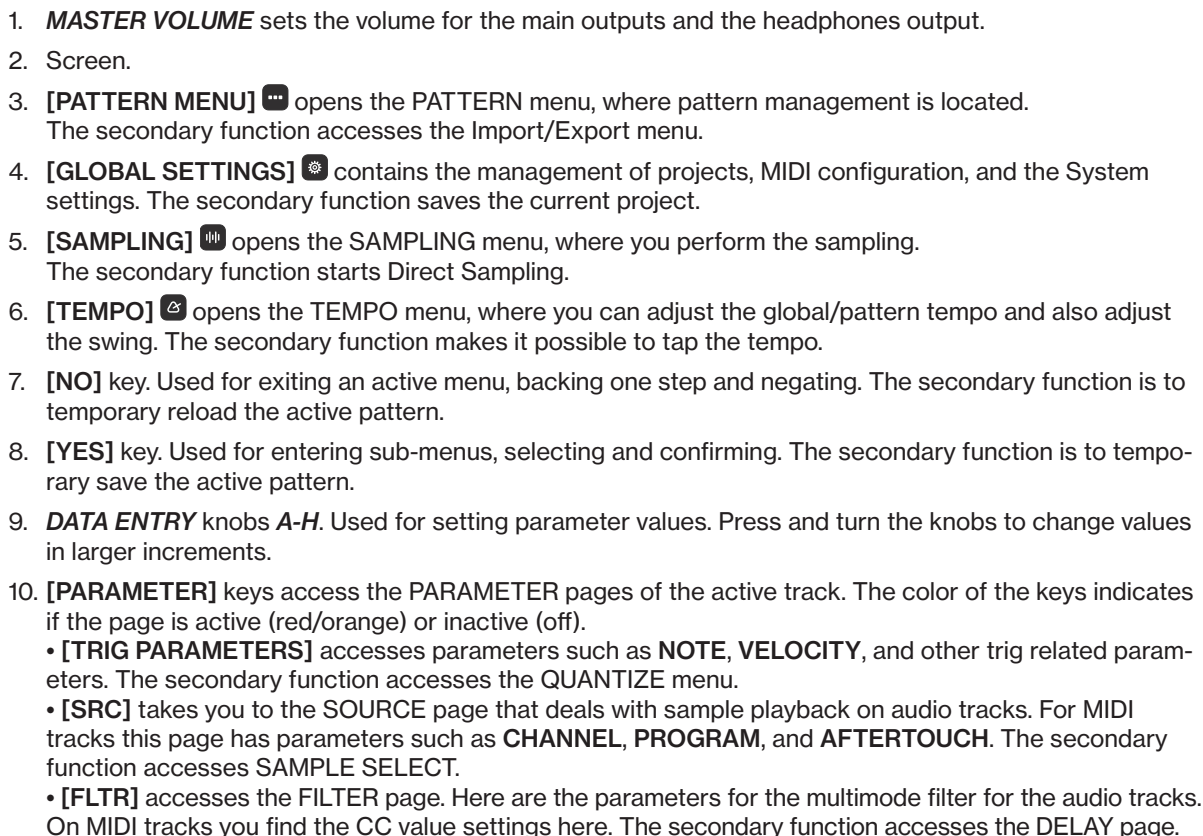 1. MASTER VOLUME sets the volume for the main outputs and the headphones output.
2. Screen.
3. [PATTERN MENU] opens the PATTERN menu, where pattern management is located.
The secondary function accesses the Import/Export menu.
4. [GLOBAL SETTINGS] contains the management of projects, MIDI configuration, and the System
settings. The secondary function saves the current project.
5. [SAMPLING] opens the SAMPLING menu, where you perform the sampling.
The secondary function starts Direct Sampling.
6. [TEMPO] opens the TEMPO menu, where you can adjust the global/pattern tempo and also adjust
the swing. The secondary function makes it possible to tap the tempo.
7. [NO] key. Used for exiting an active menu, backing one step and negating. The secondary function is to
temporary reload the active pattern.
8. [YES] key. Used for entering sub-menus, selecting and confirming. The secondary function is to tempo-
rary save the active pattern.
9. DATA ENTRY knobs A-H. Used for setting parameter values. Press and turn the knobs to change values
in larger increments.
10. [PARAMETER] keys access the PARAMETER pages of the active track. The color of the keys indicates
if the page is active (red/orange) or inactive (off).
• [TRIG PARAMETERS] accesses parameters such as NOTE, VELOCITY, and other trig related param-
eters. The secondary function accesses the QUANTIZE menu.
• [SRC] takes you to the SOURCE page that deals with sample playback on audio tracks. For MIDI
tracks this page has parameters such as CHANNEL, PROGRAM, and AFTERTOUCH. The secondary
function accesses SAMPLE SELECT.
• [FLTR] accesses the FILTER page. Here are the parameters for the multimode filter for the audio tracks.
On MIDI tracks you find the CC value settings here. The secondary function accesses the DELAY page.